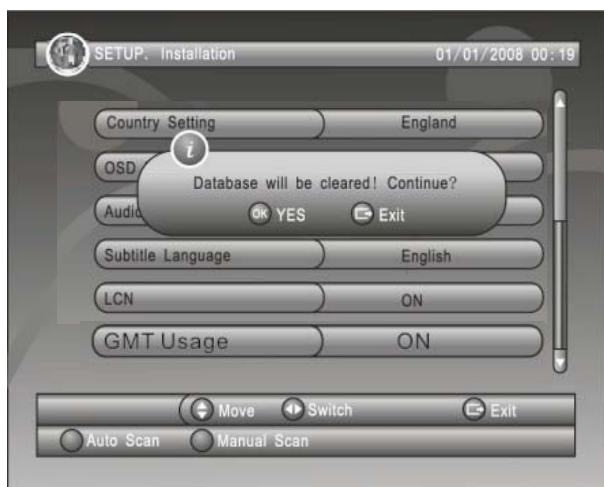 SETUP. Installation 01/01/2008 00:19
Country Setting England
OSD
Database will be cleared! Continue?
Audio
OK YES Exit
Subtitle Language English
LCN ON
GMT Usage ON
Move Switch Exit
Auto Scan Manual Scan